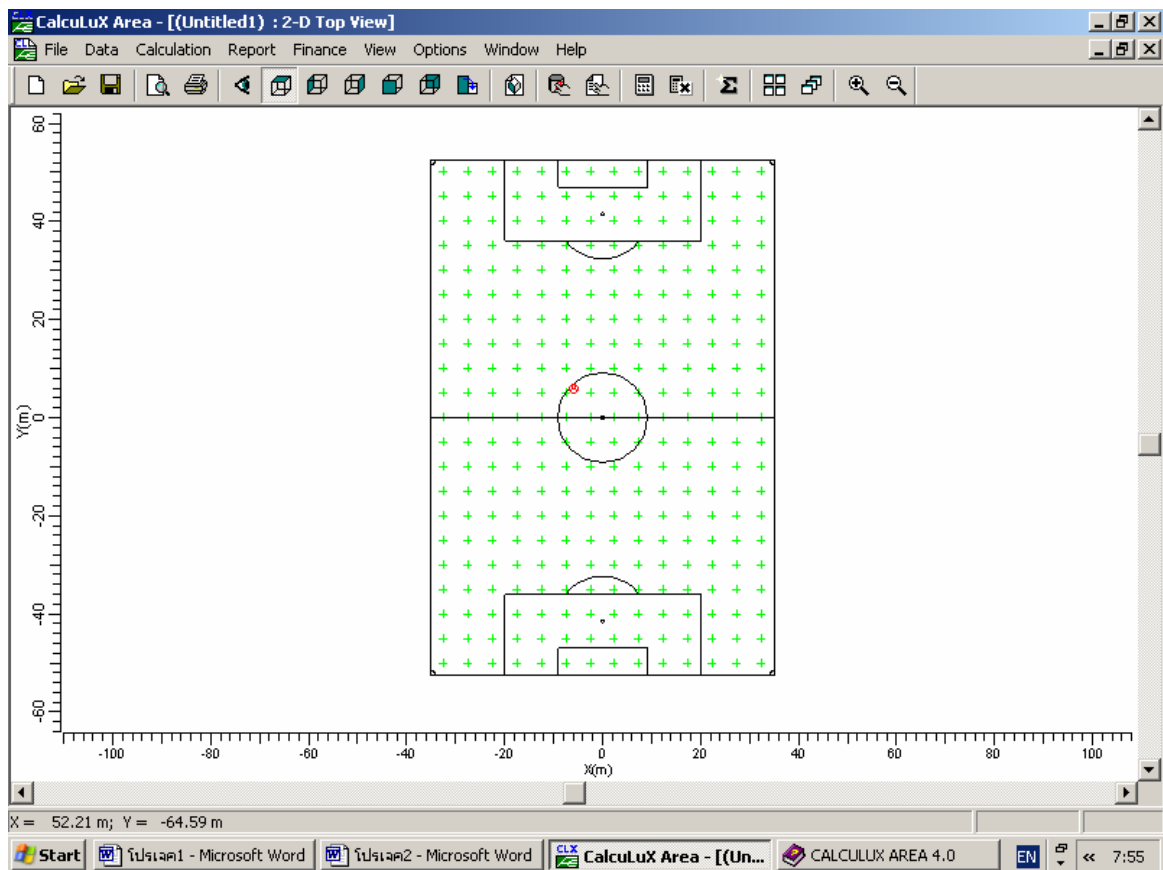 CalcuLuX Area - [(Untitled1) : 2-D Top View]
File Data Calculation Report Finance View Options Window Help
60
40
20
0
-20
-40
-60
Y(m)
-100 -80 -60 -40 -20 0 20 40 60 80 100
X(m)
X = 52.21 m; Y = -64.59 m
Start โปรเจค1 - Microsoft Word โปรเจค2 - Microsoft Word CalcuLuX Area - [(Un... CALCULUX AREA 4.0 EN « 7:55